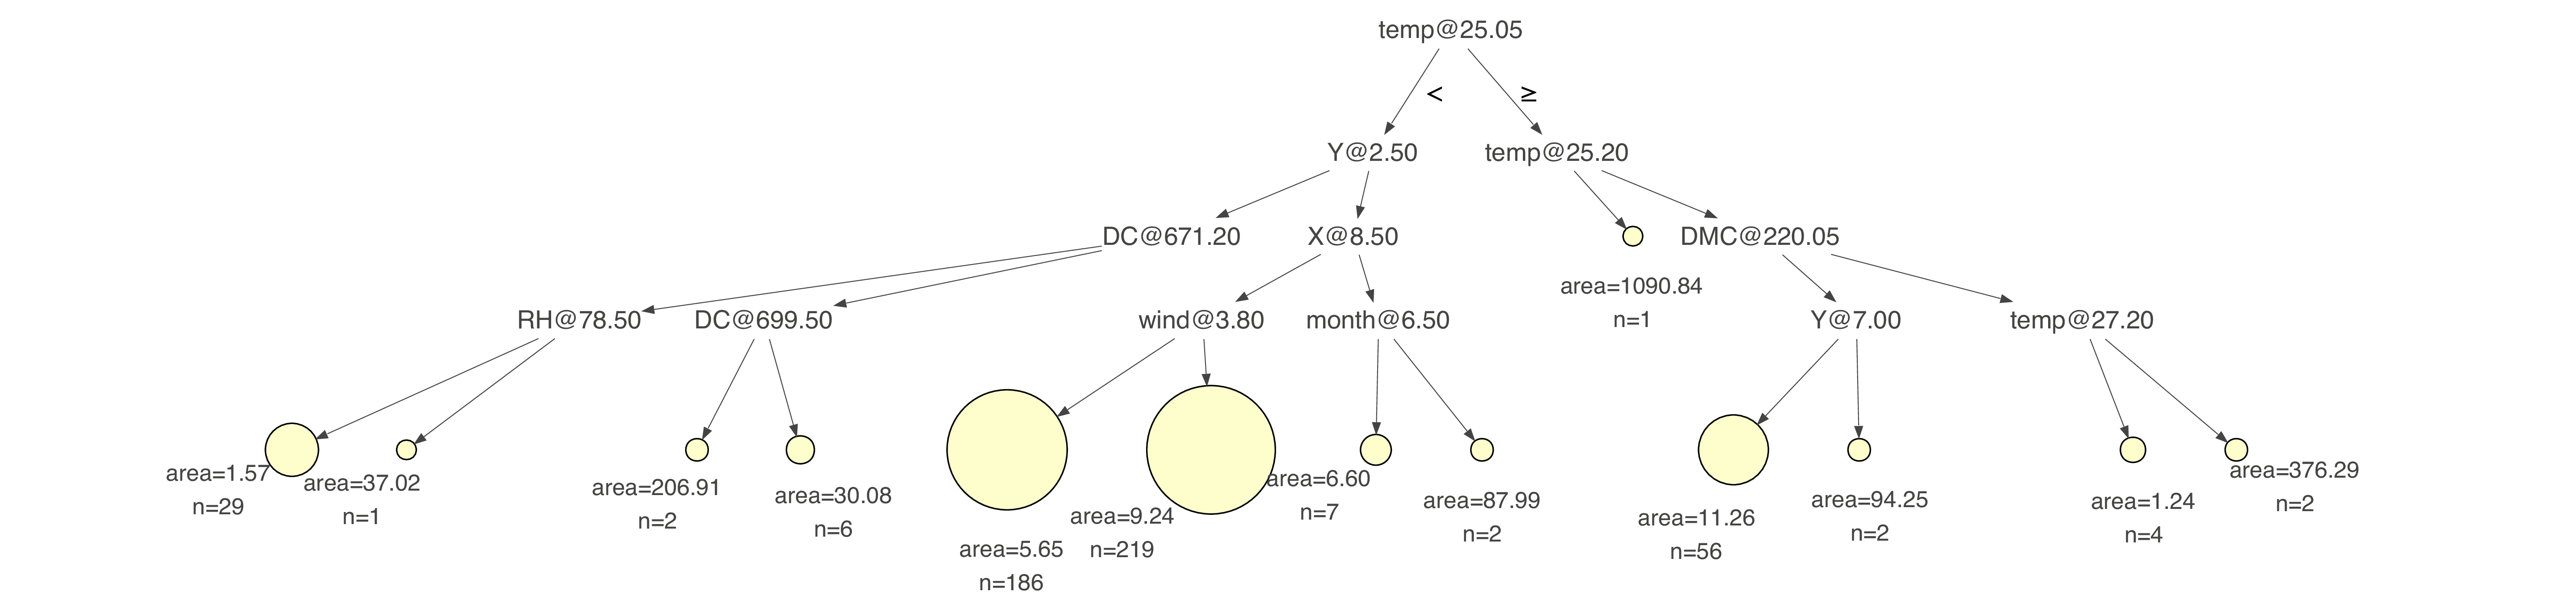 temp@25.05
<
≥
Y@2.50
temp@25.20
DC@671.20
X@8.50
DMC@220.05
area=1090.84
n=1
RH@78.50
DC@699.50
wind@3.80
month@6.50
Y@7.00
temp@27.20
area=1.57
n=29
area=37.02
n=1
area=206.91
n=2
area=30.08
n=6
area=5.65
n=186
area=9.24
n=219
area=6.60
n=7
area=87.99
n=2
area=11.26
n=56
area=94.25
n=2
area=1.24
n=4
area=376.29
n=2